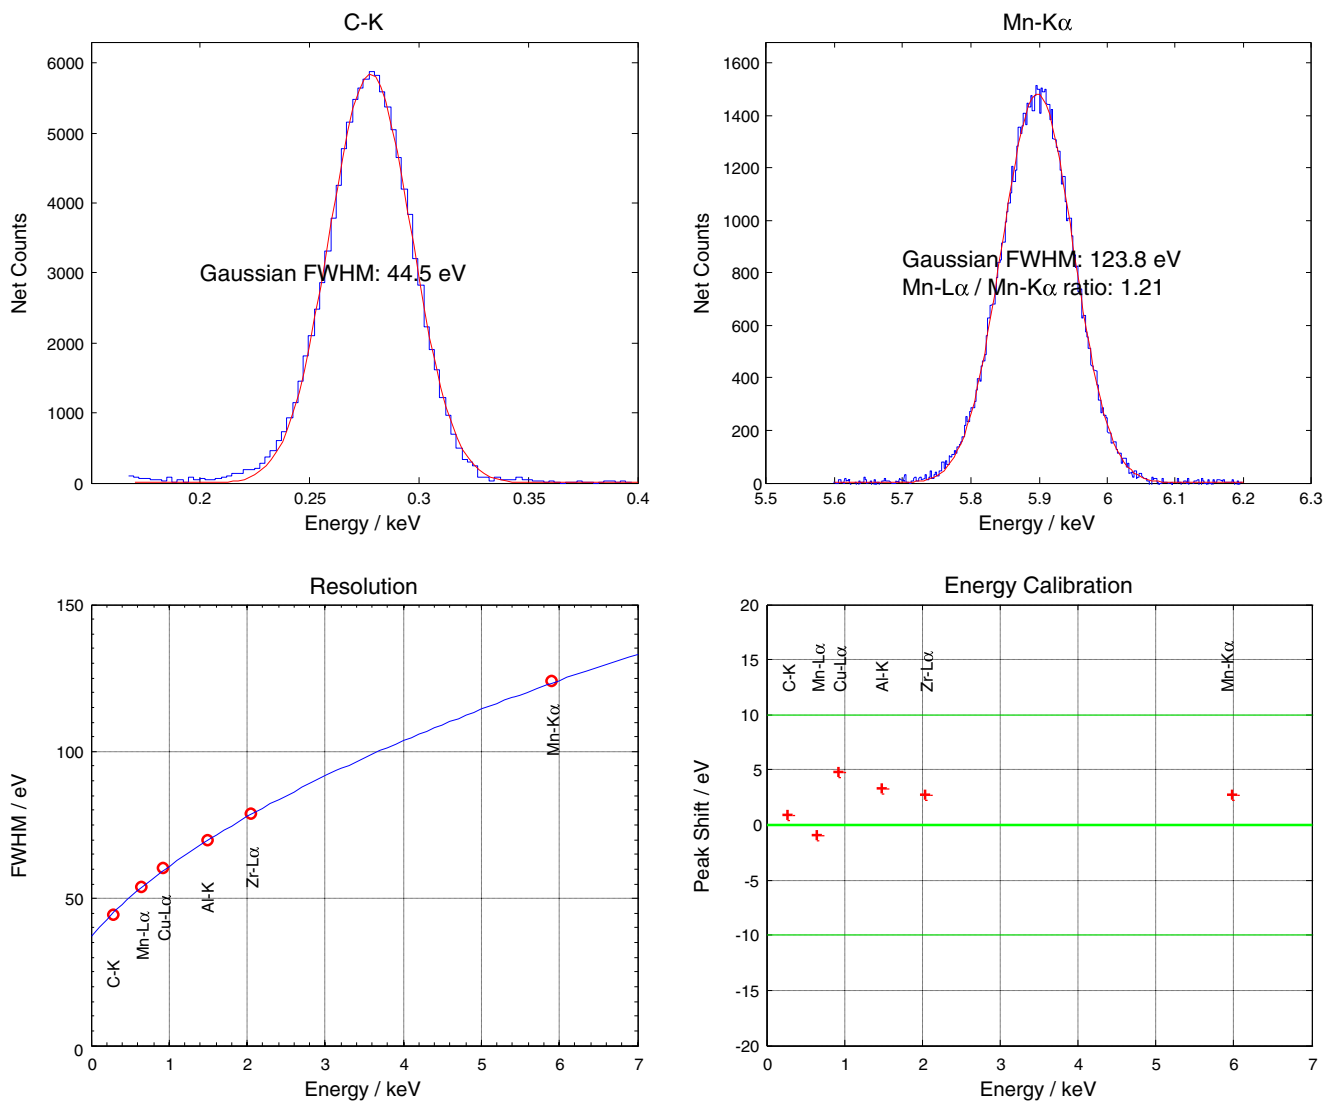 C-K
6000
5000
4000
3000
2000
1000
0
Net Counts
Gaussian FWHM: 44.5 eV
0.2
0.25
0.3
0.35
0.4
Energy / keV
Mn-Kα
1600
1400
1200
1000
800
600
400
200
0
Net Counts
Gaussian FWHM: 123.8 eV
Mn-Lα / Mn-Kα ratio: 1.21
5.5
5.6
5.7
5.8
5.9
6
6.1
6.2
6.3
Energy / keV
Resolution
150
100
50
0
FWHM / eV
C-K
Mn-Lα
Cu-Lα
Al-K
Zr-Lα
Mn-Kα
0
1
2
3
4
5
6
7
Energy / keV
Energy Calibration
20
15
10
5
0
-5
-10
-15
-20
Peak Shift / eV
C-K
Mn-Lα
Cu-Lα
Al-K
Zr-Lα
Mn-Kα
0
1
2
3
4
5
6
7
Energy / keV